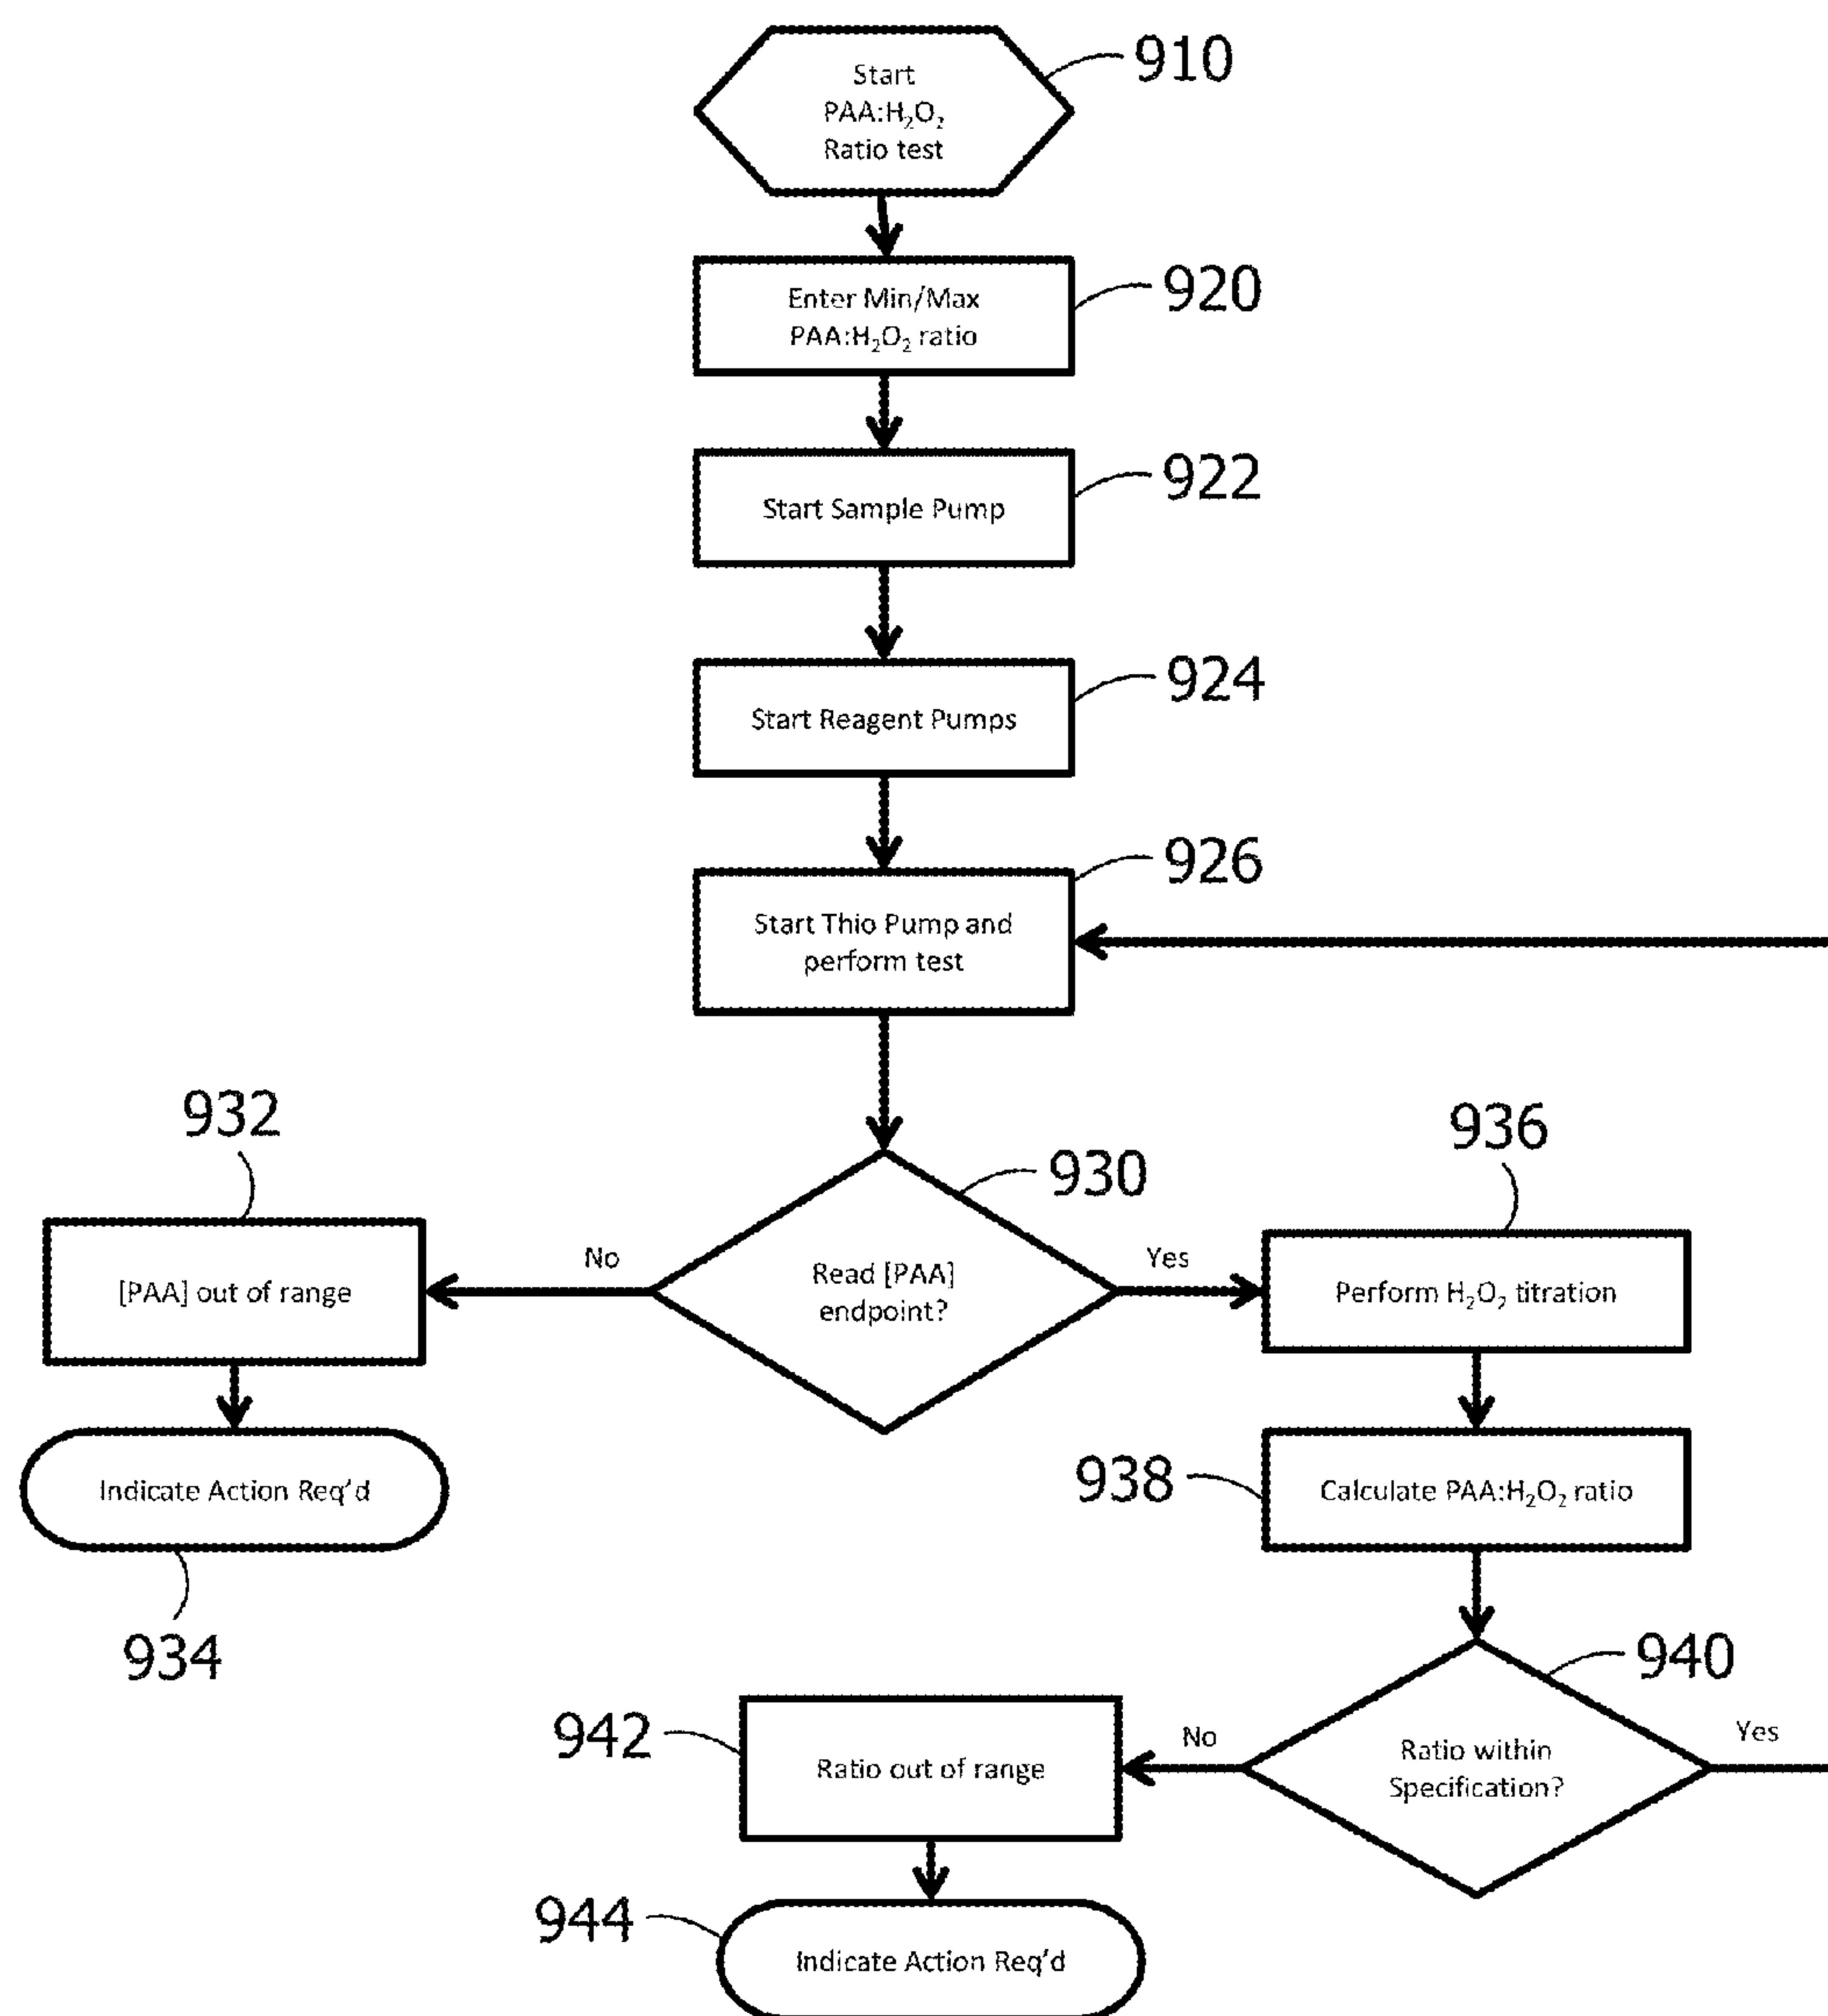 Start
PAA:H₂O₂
Ratio test
910
Enter Min/Max
PAA:H₂O₂ ratio
920
Start Sample Pump
922
Start Reagent Pumps
924
Start Thio Pump and
perform test
926
Read [PAA]
endpoint?
930
No
Yes
932
[PAA] out of range
Indicate Action Req'd
934
936
Perform H₂O₂ titration
938
Calculate PAA:H₂O₂ ratio
940
Ratio within
Specification?
No
Yes
942
Ratio out of range
944
Indicate Action Req'd